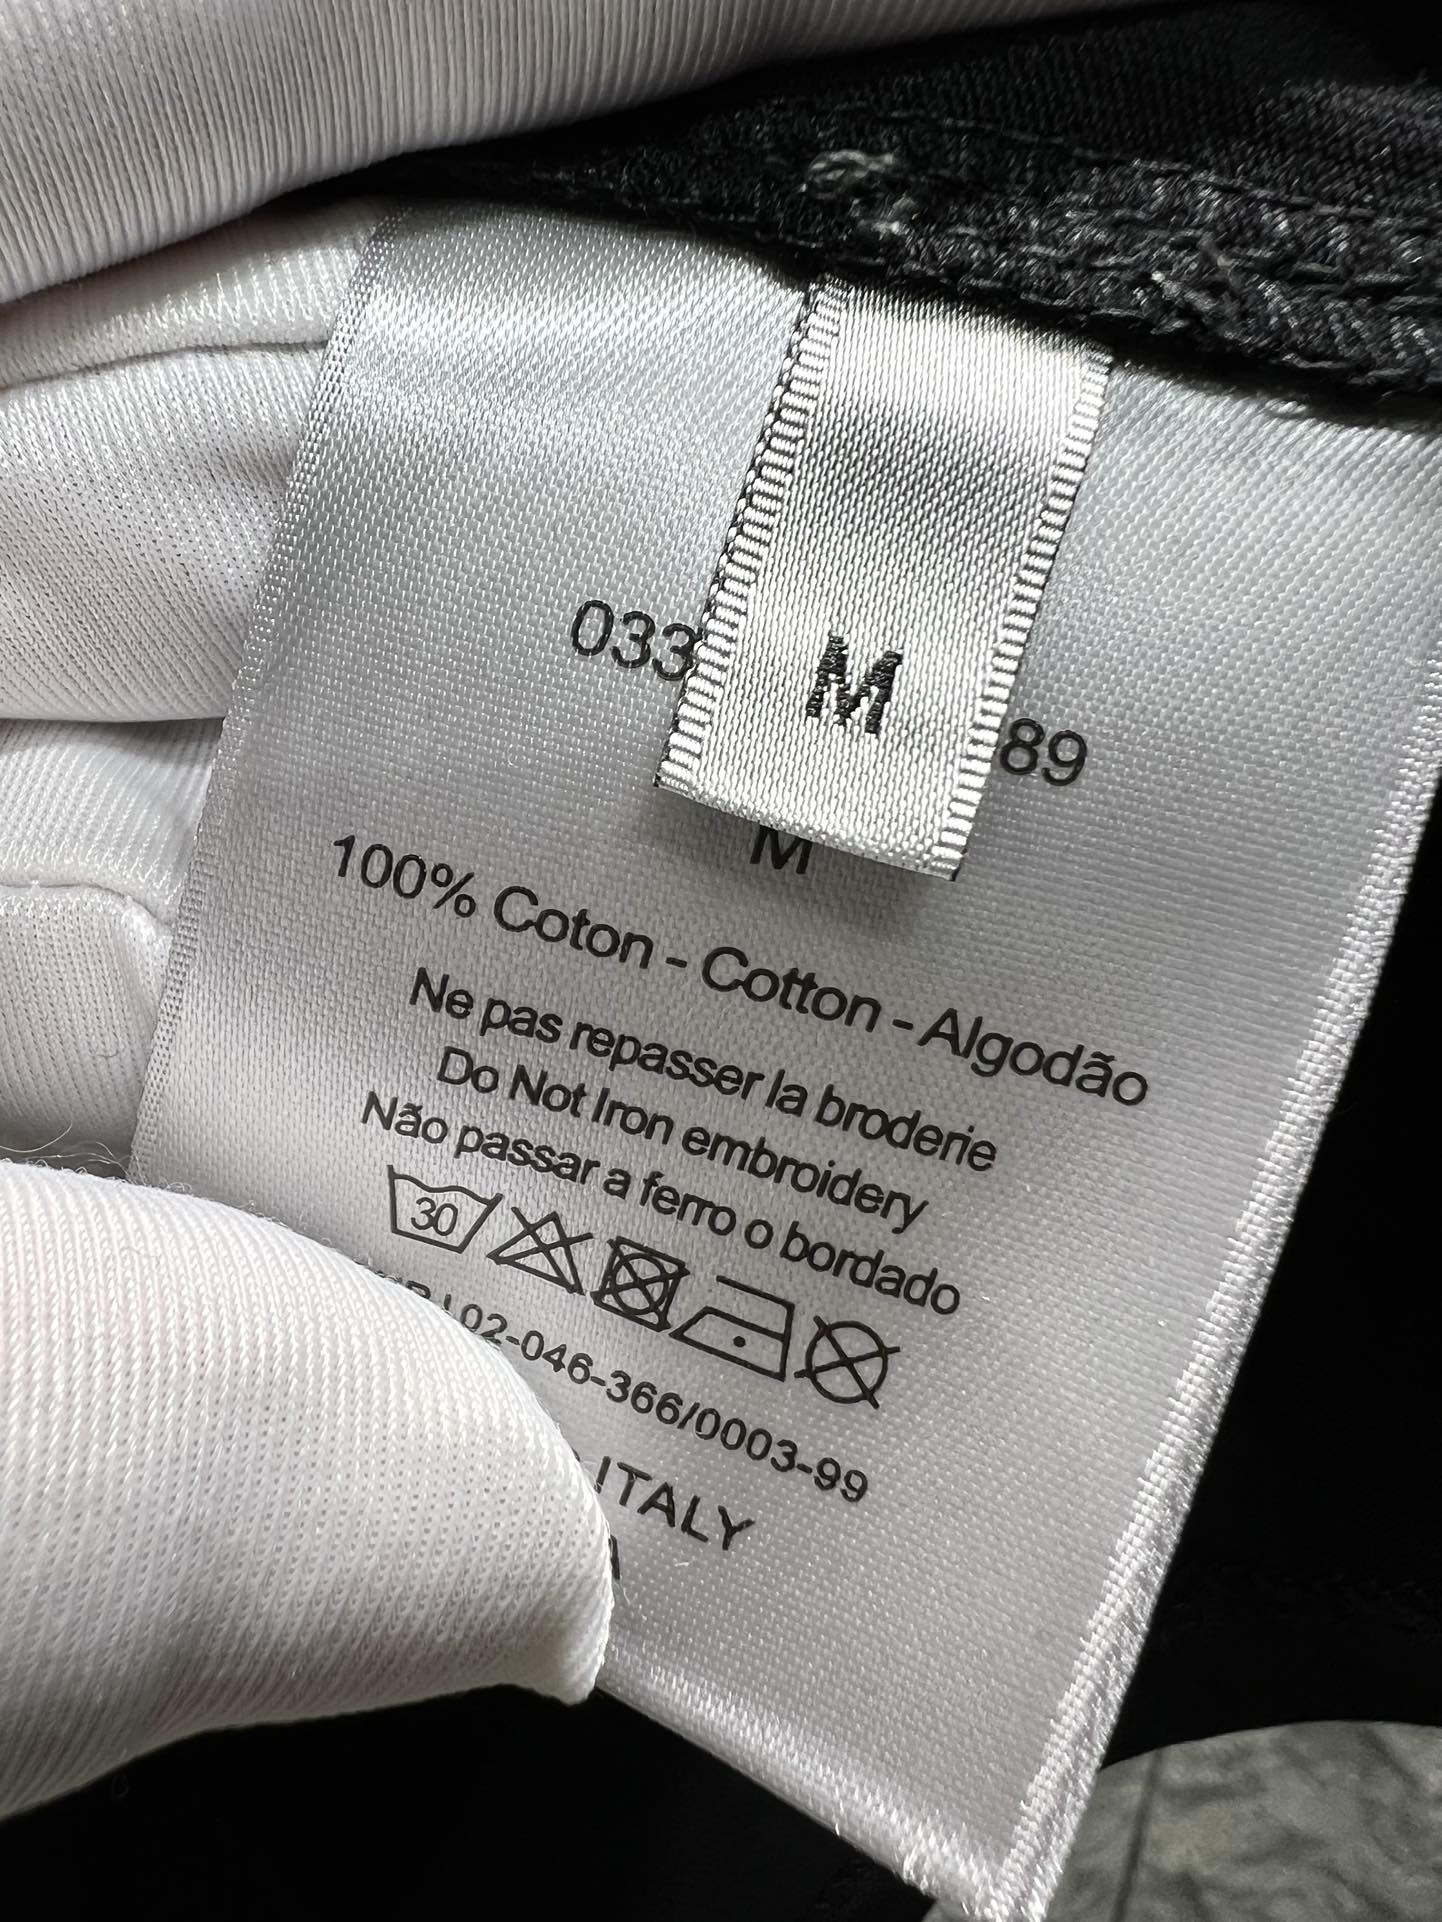 M
033 89
M
100% Coton - Cotton - Algodão
Ne pas repasser la broderie
Do Not Iron embroidery
Não passar a ferro o bordado
30
02-046-366/0003-99
ITALY